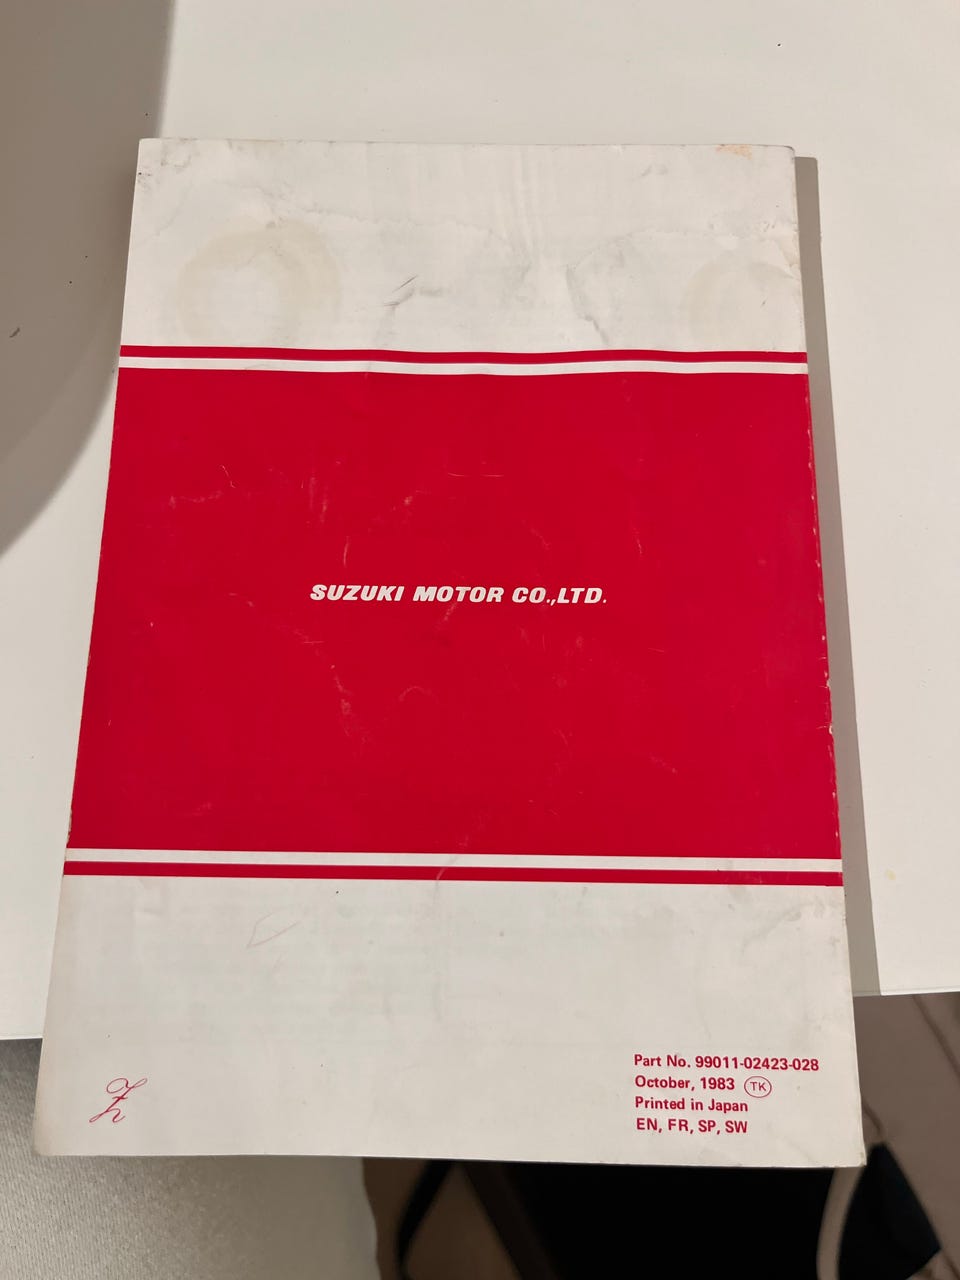 SUZUKI MOTOR CO.,LTD.
Part No. 99011-02423-028
October, 1983 TK
Printed in Japan
EN, FR, SP, SW